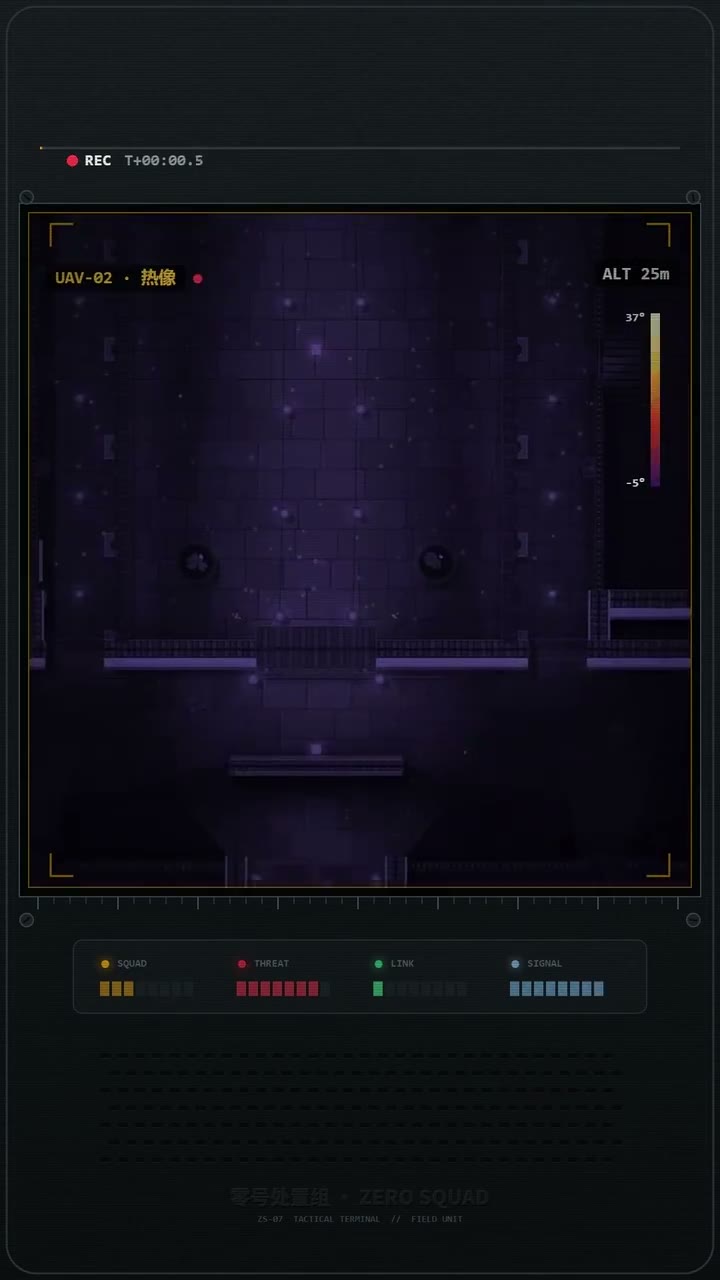 REC T+00:00.5
UAV-02 · 热像
ALT 25m
37°
-5°
SQUAD
THREAT
LINK
SIGNAL
零号处置组 · ZERO SQUAD
ZS-07 TACTICAL TERMINAL // FIELD UNIT